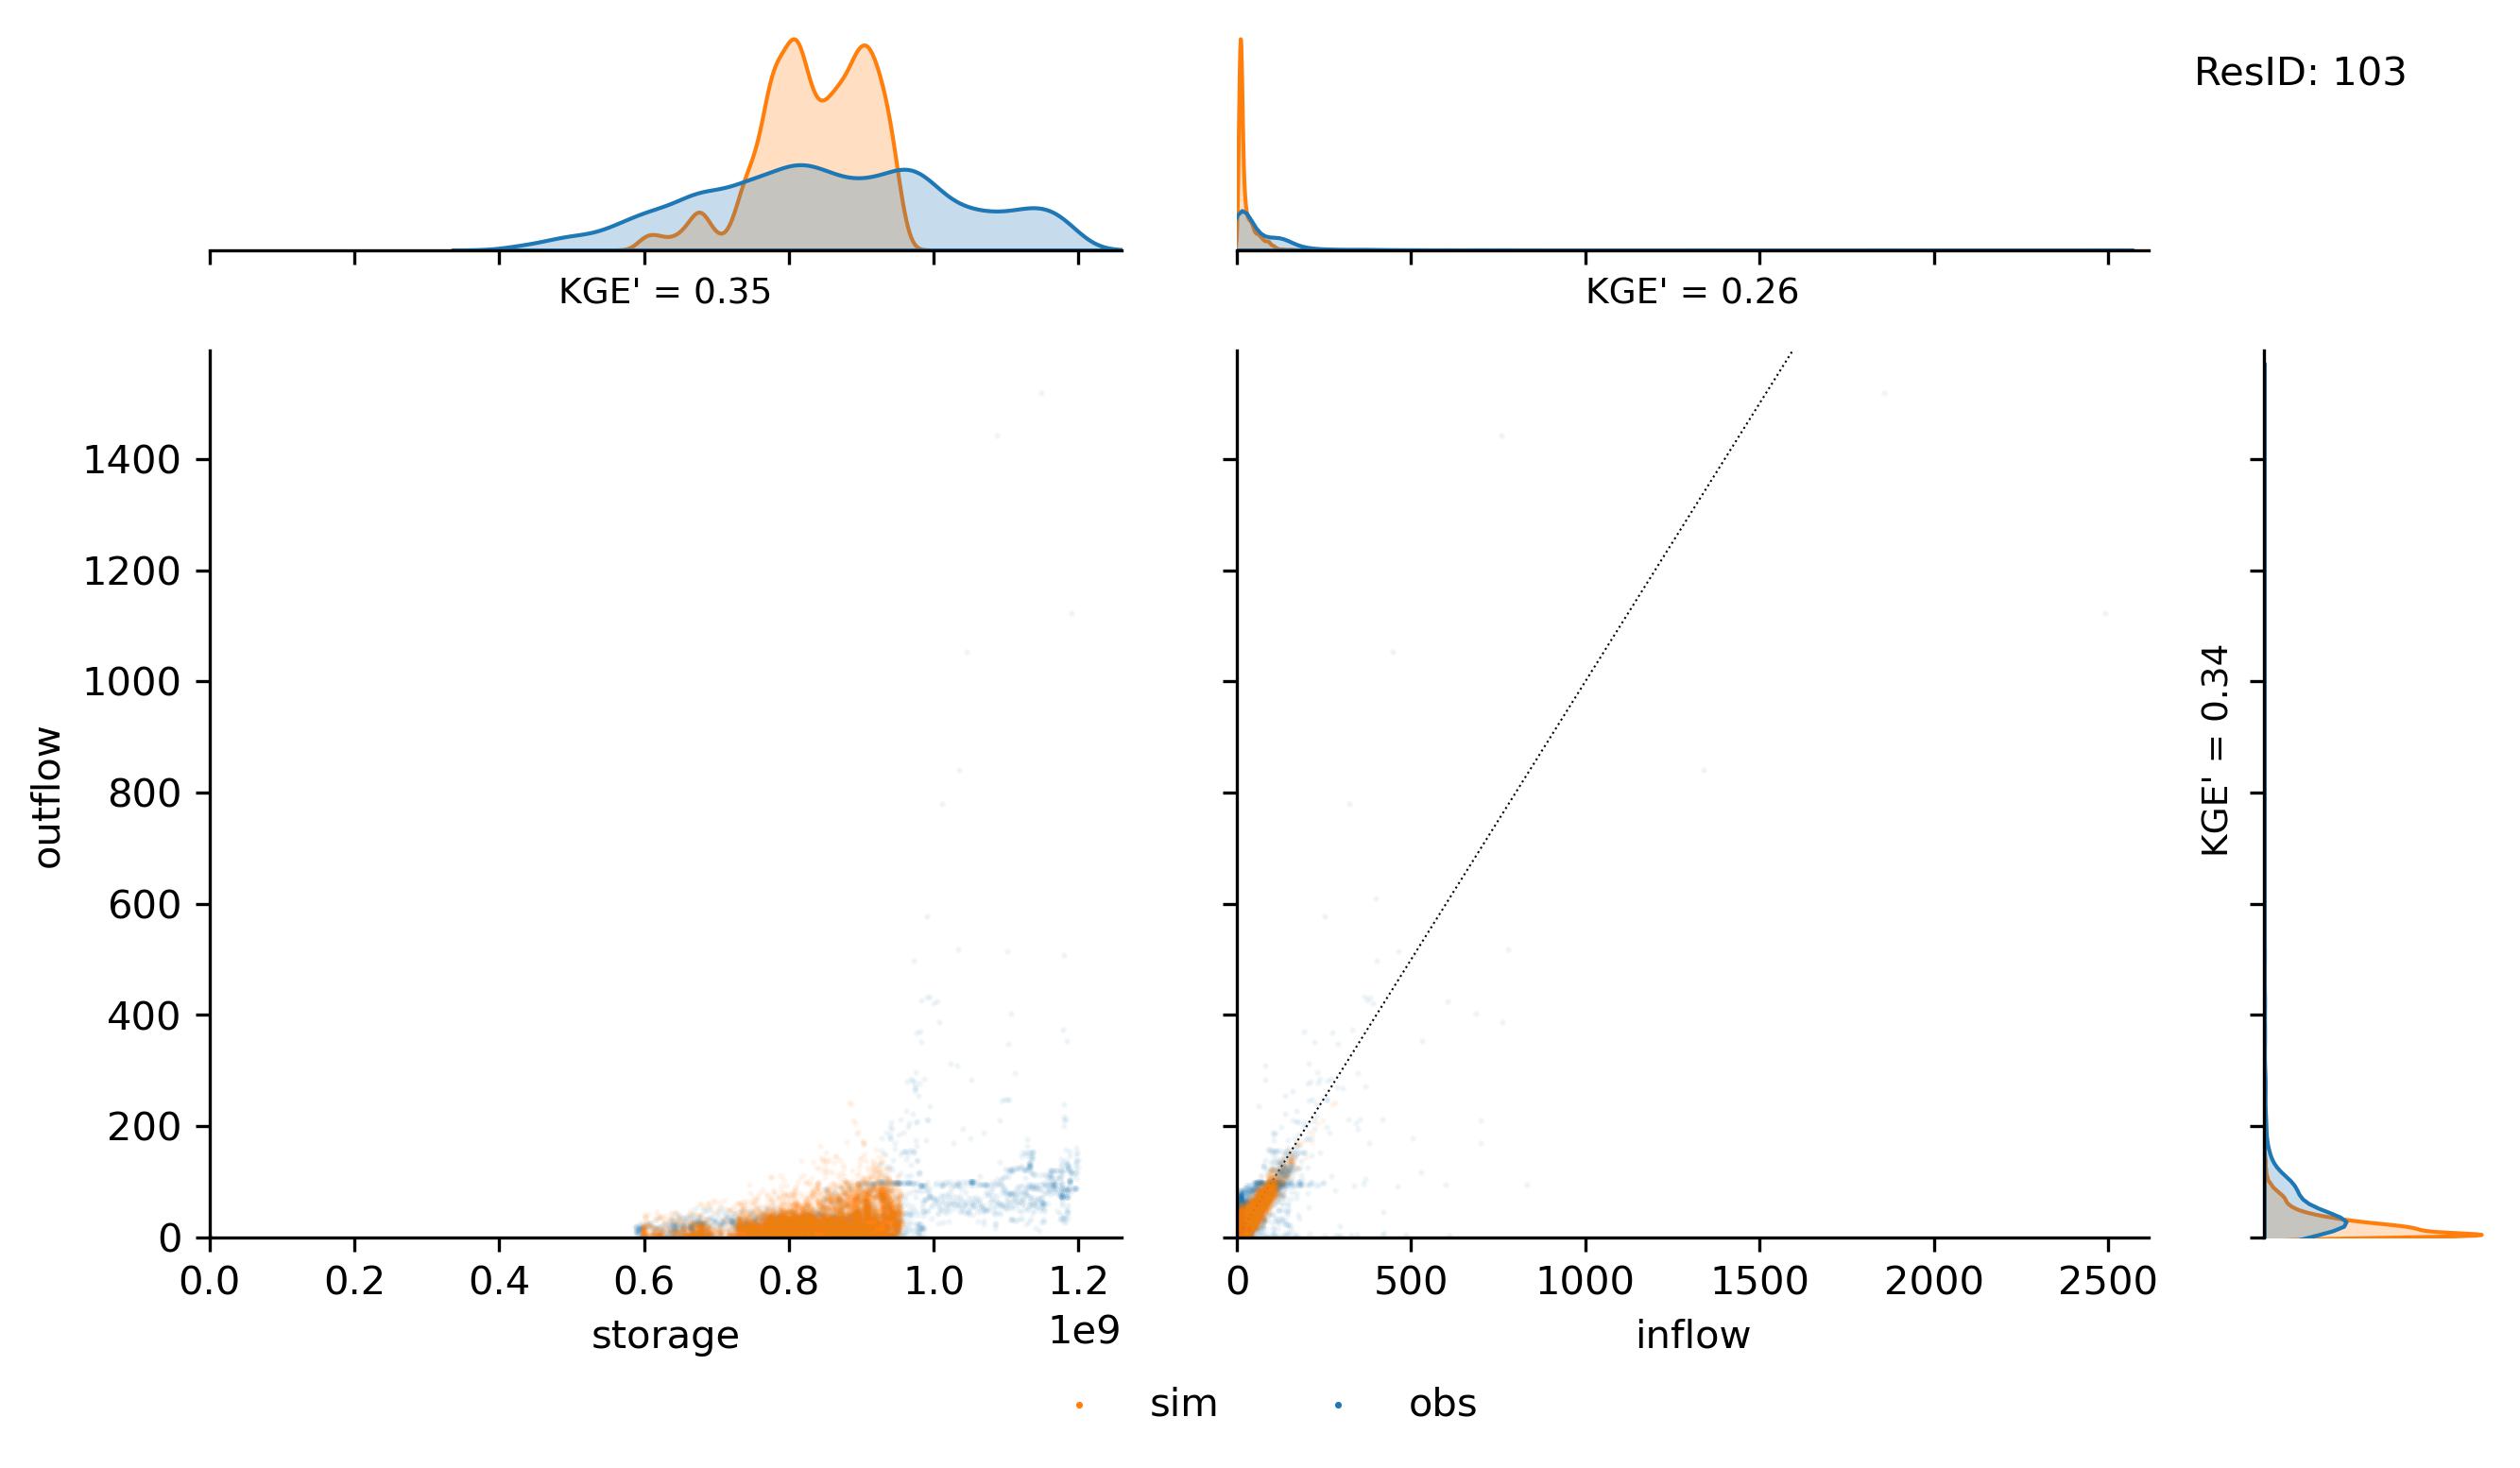 ResID: 103
KGE' = 0.35
KGE' = 0.26
outflow
1400
1200
1000
800
600
400
200
0
KGE' = 0.34
0.0 0.2 0.4 0.6 0.8 1.0 1.2
1e9
storage
0 500 1000 1500 2000 2500
inflow
sim obs